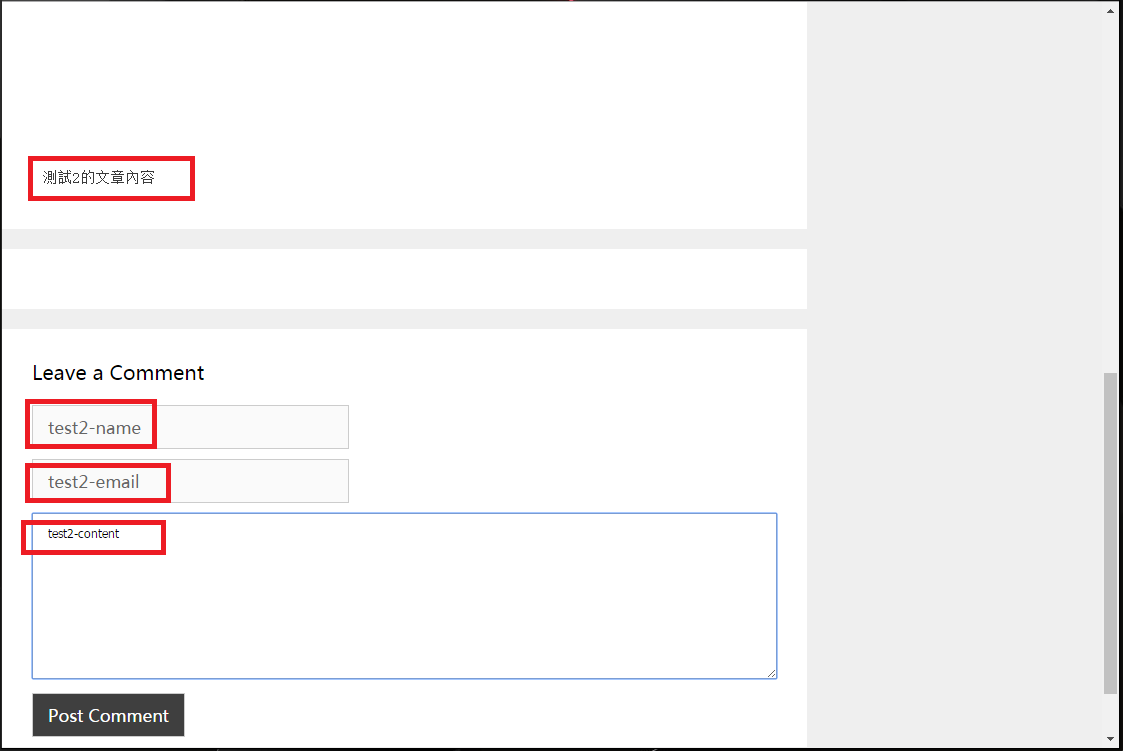 測試2的文章內容
Leave a Comment
test2-name
test2-email
test2-content
Post Comment